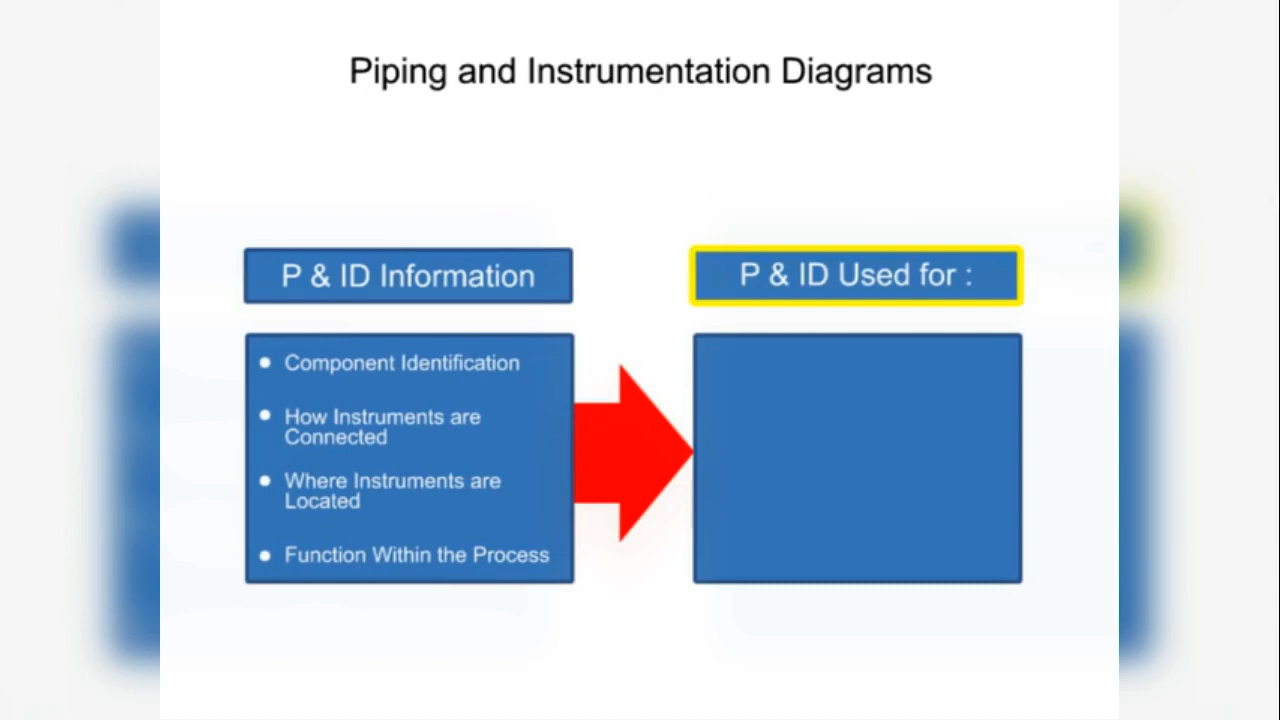 Piping and Instrumentation Diagrams
P & ID Information
P & ID Used for :
Component Identification
How Instruments are
Connected
Where Instruments are
Located
Function Within the Process